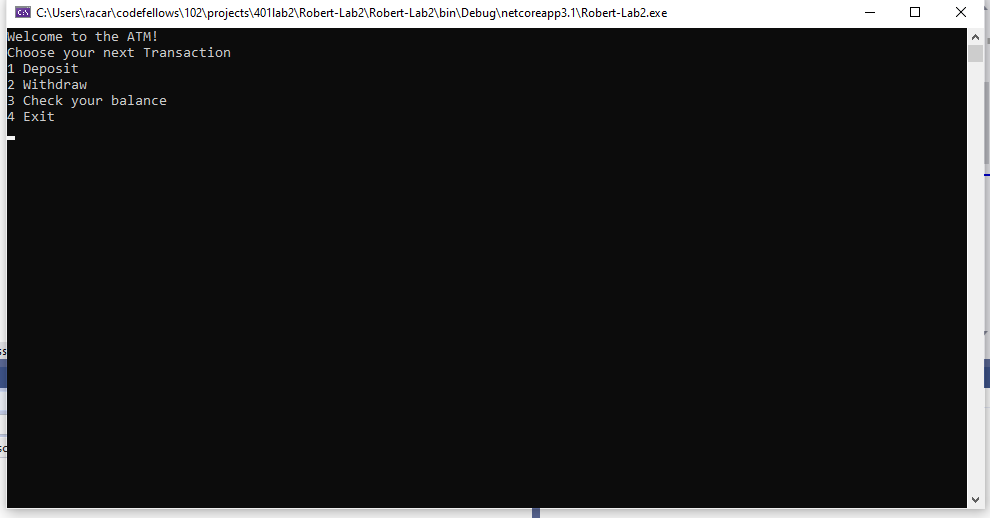 C:\Users\racar\codefellows\102\projects\401lab2\Robert-Lab2\Robert-Lab2\bin\Debug\netcoreapp3.1\Robert-Lab2.exe
Welcome to the ATM!
Choose your next Transaction
1 Deposit
2 Withdraw
3 Check your balance
4 Exit